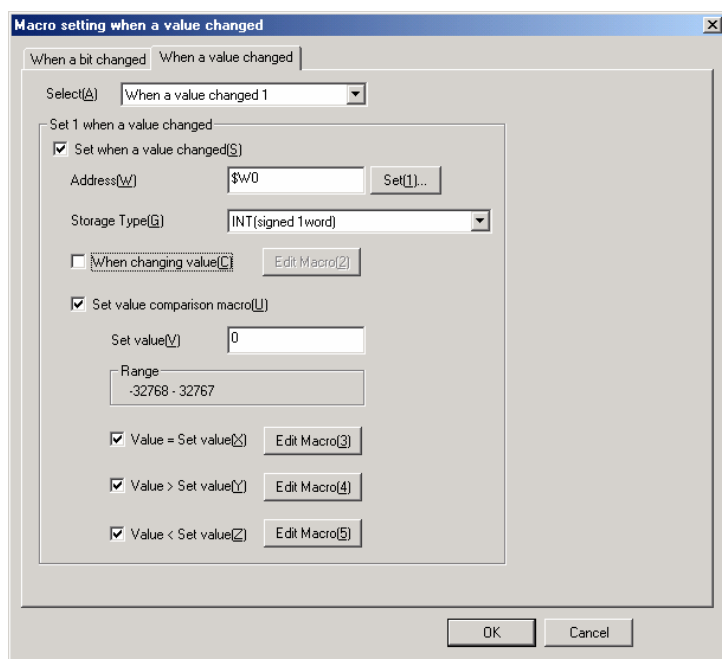 Macro setting when a value changed
When a bit changed When a value changed
Select(A) When a value changed 1
Set 1 when a value changed
Set when a value changed(S)
Address(W) $W0 Set(1)...
Storage Type(G) INT(signed 1word)
When changing value(C) Edit Macro(2)
Set value comparison macro(U)
Set value(V) 0
Range
-32768 - 32767
Value = Set value(X) Edit Macro(3)
Value > Set value(Y) Edit Macro(4)
Value < Set value(Z) Edit Macro(5)
OK Cancel